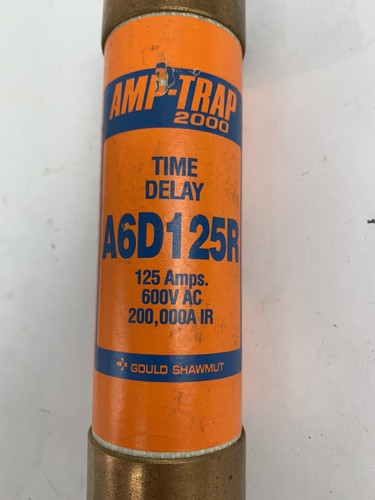 AMP-TRAP
2000
TIME
DELAY
A6D125R
125 Amps.
600V AC
200,000A IR
GOULD SHAWMUT